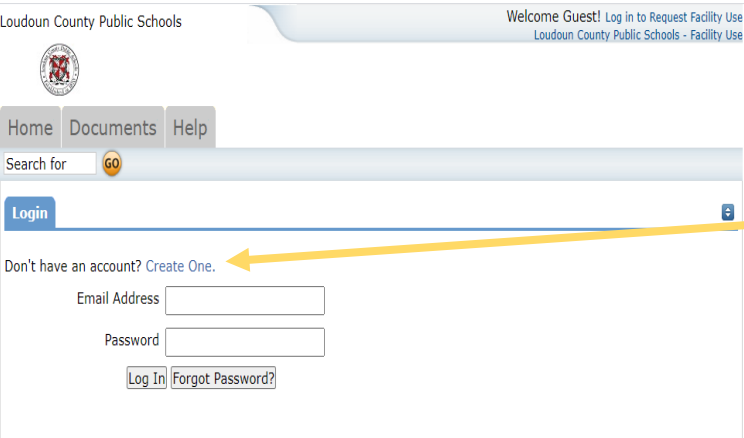 Loudoun County Public Schools
Welcome Guest! Log in to Request Facility Use
Loudoun County Public Schools - Facility Use
Home Documents Help
Search for GO
Login
Don't have an account? Create One.
Email Address
Password
Log In Forgot Password?